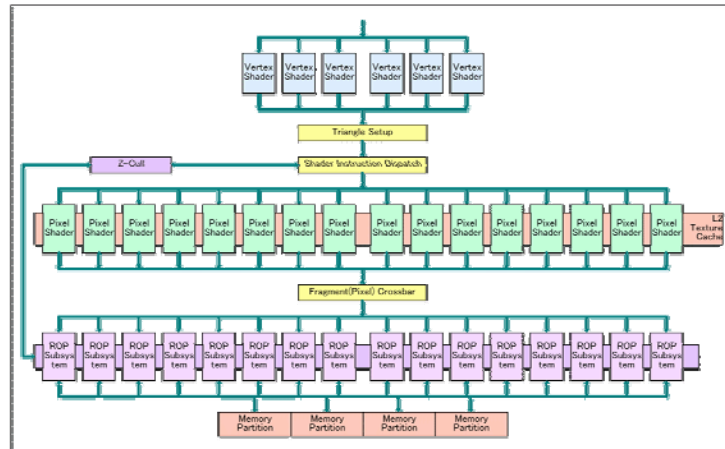 Vertex
Shader
Vertex
Shader
Vertex
Shader
Vertex
Shader
Vertex
Shader
Vertex
Shader
Triangle Setup
Z-Cull
Shader Instruction Dispatch
Pixel
Shader
Pixel
Shader
Pixel
Shader
Pixel
Shader
Pixel
Shader
Pixel
Shader
Pixel
Shader
Pixel
Shader
Pixel
Shader
Pixel
Shader
Pixel
Shader
Pixel
Shader
Pixel
Shader
Pixel
Shader
Pixel
Shader
Pixel
Shader
L2
Texture
Cache
Fragment(Pixel) Crossbar
ROP
Subsys
tem
ROP
Subsys
tem
ROP
Subsys
tem
ROP
Subsys
tem
ROP
Subsys
tem
ROP
Subsys
tem
ROP
Subsys
tem
ROP
Subsys
tem
ROP
Subsys
tem
ROP
Subsys
tem
ROP
Subsys
tem
ROP
Subsys
tem
ROP
Subsys
tem
ROP
Subsys
tem
ROP
Subsys
tem
ROP
Subsys
tem
Memory
Partition
Memory
Partition
Memory
Partition
Memory
Partition